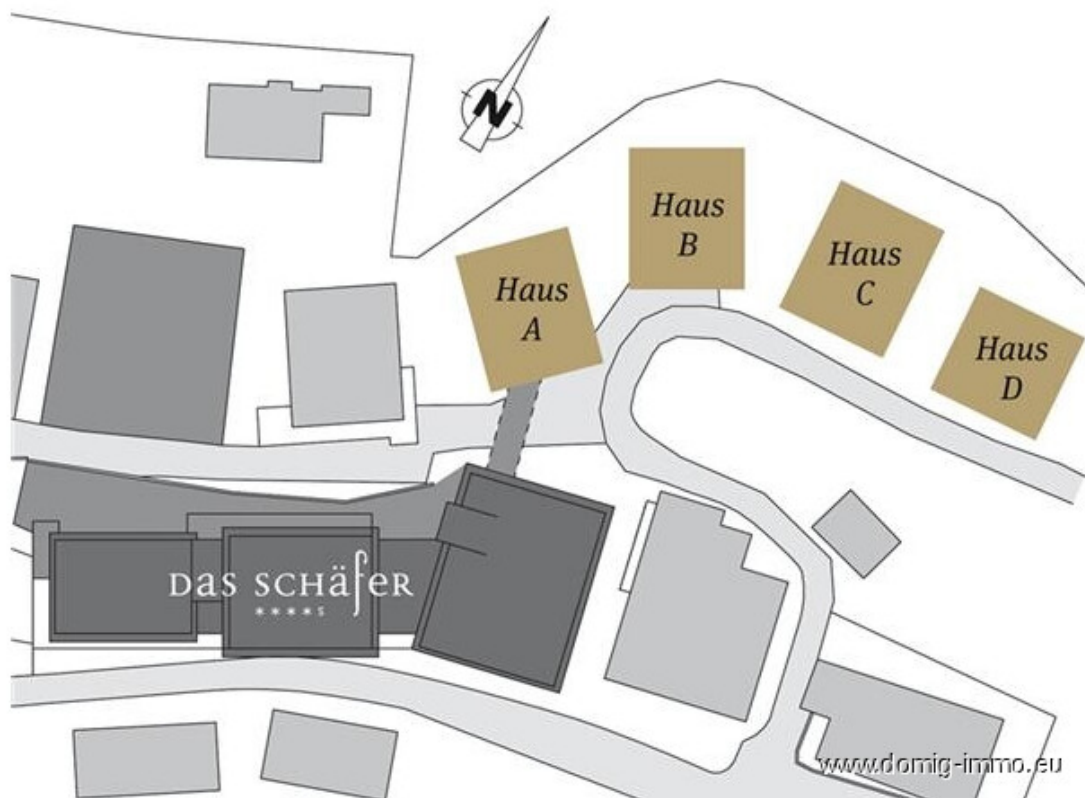 N
Haus
B
Haus
C
Haus
A
Haus
D
DAS SCHÄFER
****S
www.domig-immo.eu